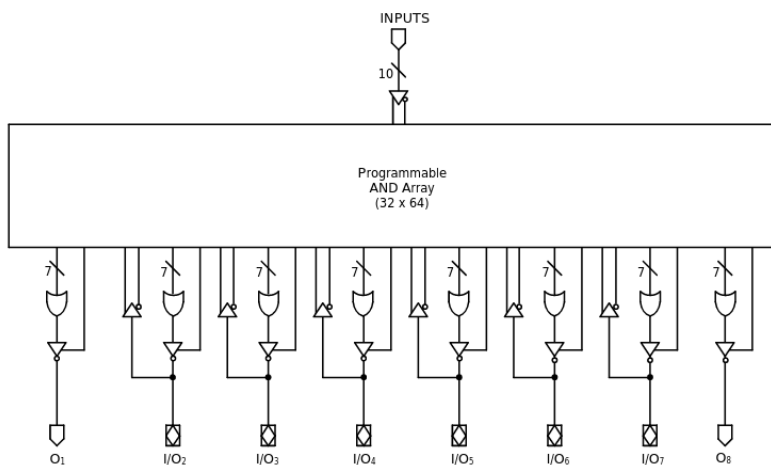 INPUTS
10
Programmable
AND Array
(32 x 64)
7 7 7 7 7 7 7 7
O₁ I/O₂ I/O₃ I/O₄ I/O₅ I/O₆ I/O₇ O₈